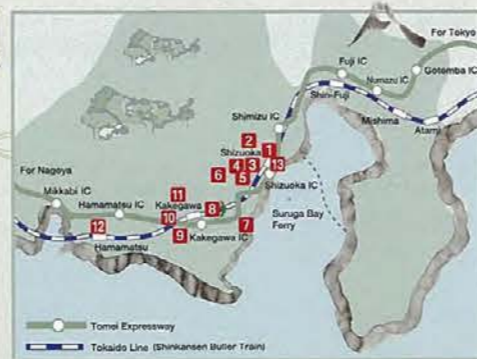 For Tokyo
Fuji IC
Gotemba IC
Numazu IC
Shin-Fuji
Mishima
Atami
Shimizu IC
2
Shizuoka
1
4
3
13
6
5
Shizuoka IC
For Nagoya
Mikkabi IC
Hamamatsu IC
11
Kakegawa
10
8
12
Hamamatsu
9
Kakegawa IC
7
Suruga Bay
Ferry
Tomei Expressway
Tokaido Line (Shinkansen Bullet Train)